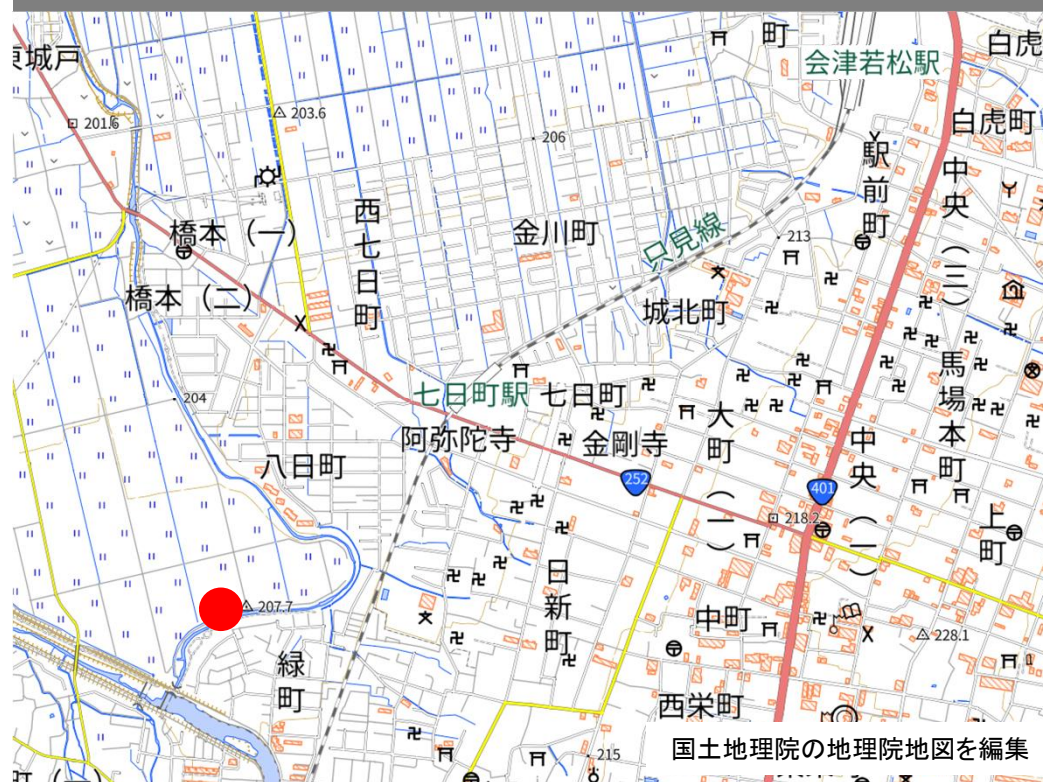 町
会津若松駅
白虎
城戸
201.6
203.6
206
白虎町
駅前町
中央(三)
西七日町
金川町
只見線
213
橋本(一)
橋本(二)
城北町
馬場本町
204
七日町駅
七日町
大町(一)
中央(一)
阿弥陀寺
金剛寺
八日町
252
401
218.2
上町
日新町
207.7
中町
228.1
緑町
西栄町
215
国土地理院の地理院地図を編集